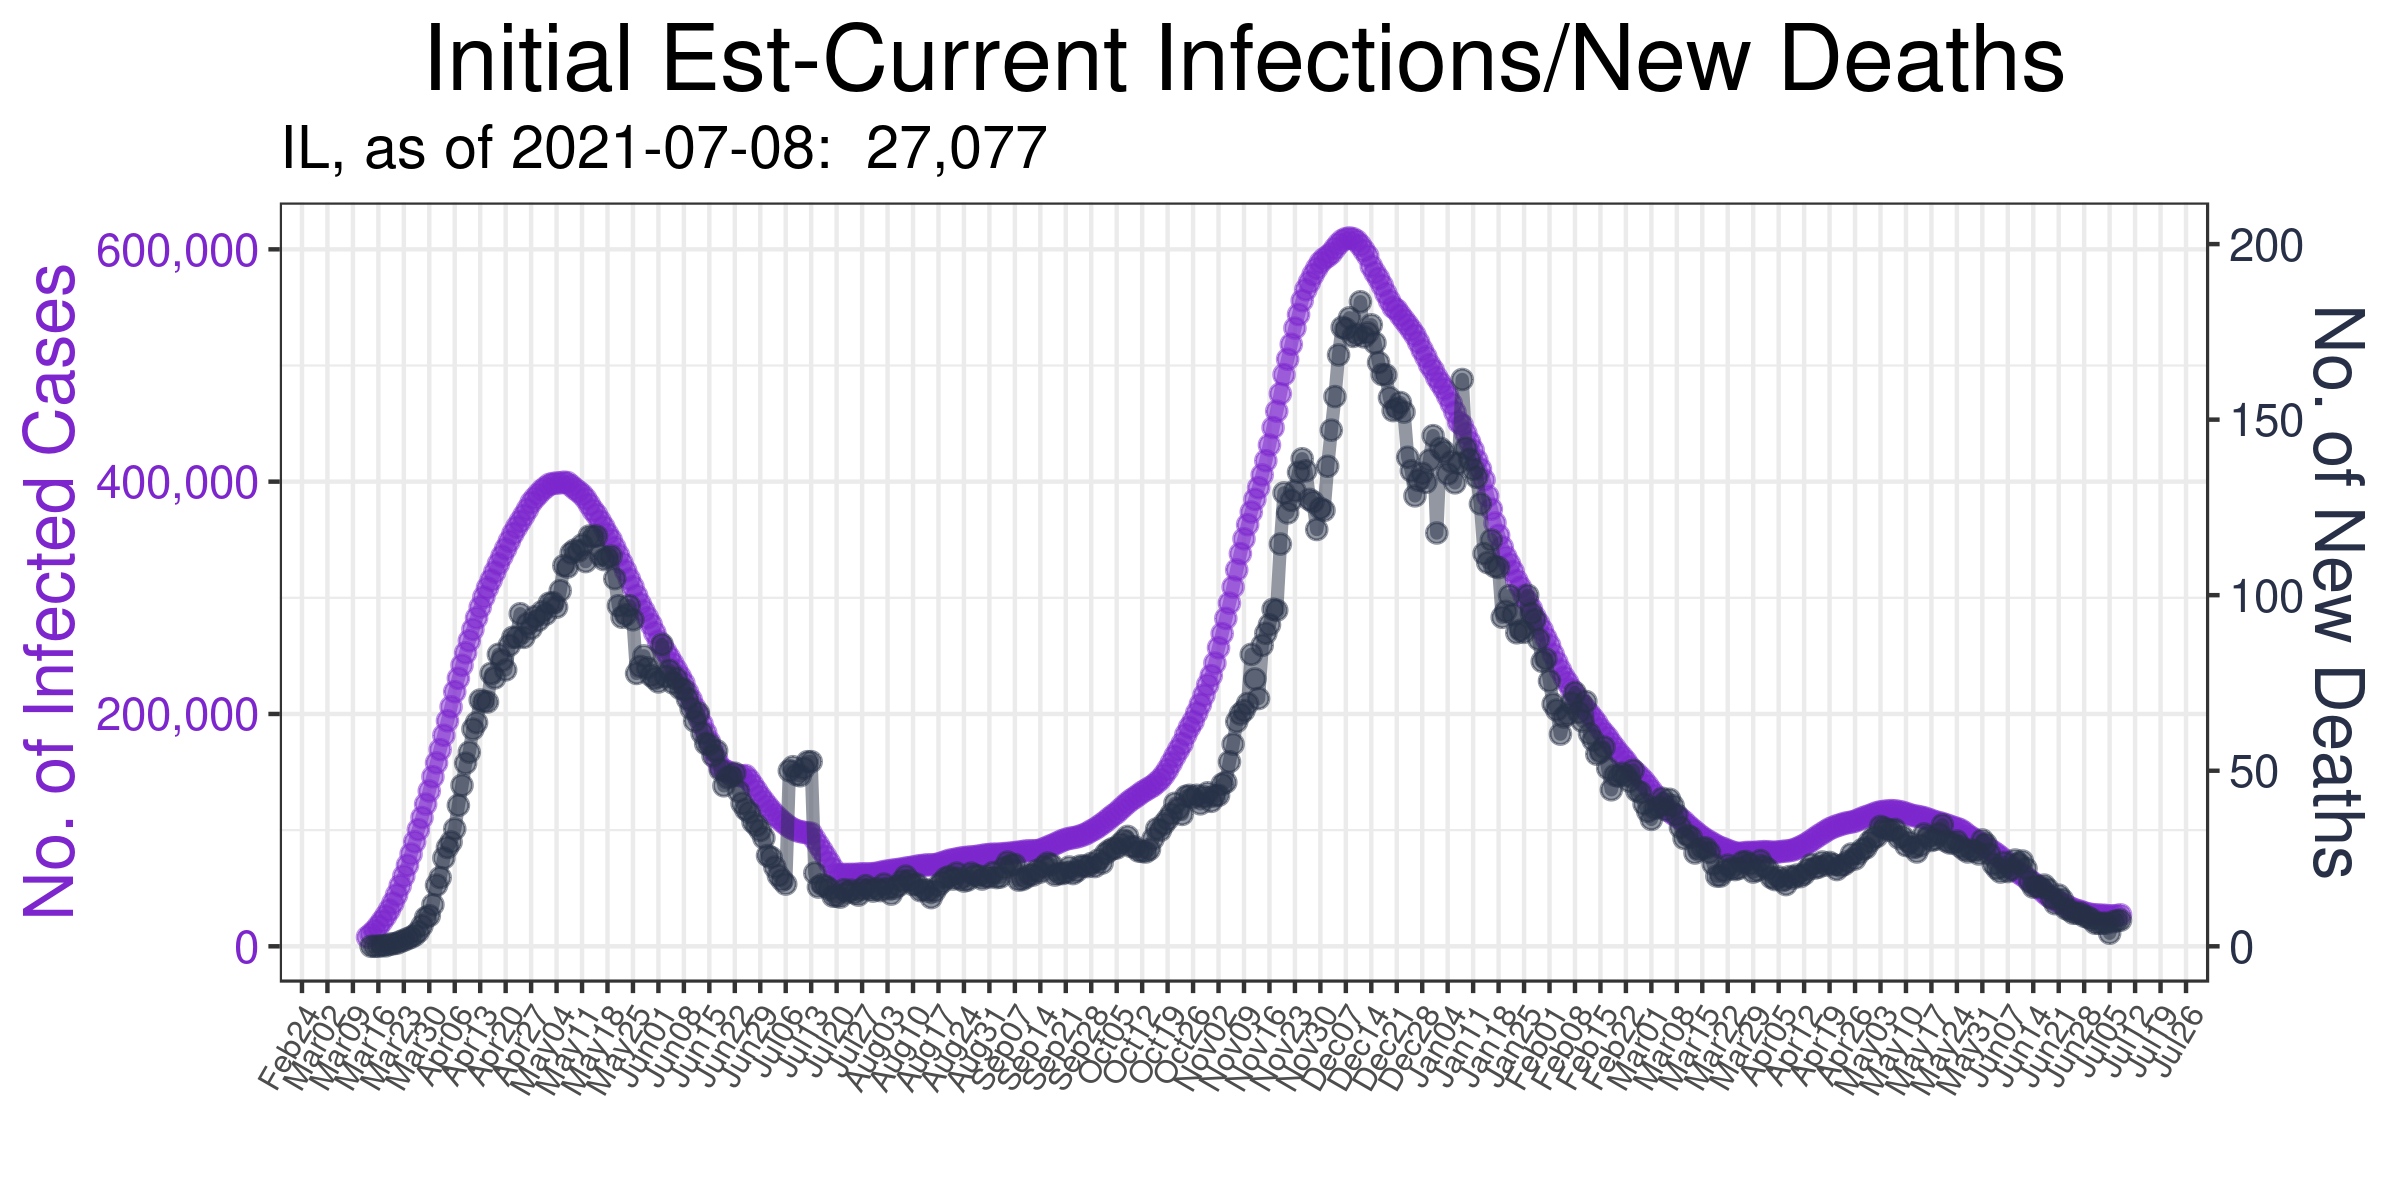 Initial Est-Current Infections/New Deaths
IL, as of 2021-07-08: 27,077
No. of Infected Cases
600,000
400,000
200,000
0
200
150
100
50
0
No. of New Deaths
Feb24
Mar02
Mar09
Mar16
Mar23
Mar30
Apr06
Apr13
Apr20
Apr27
May04
May11
May18
May25
Jun01
Jun08
Jun15
Jun22
Jun29
Jul06
Jul13
Jul20
Jul27
Aug03
Aug10
Aug17
Aug24
Aug31
Sep07
Sep14
Sep21
Sep28
Oct05
Oct12
Oct19
Oct26
Nov02
Nov09
Nov16
Nov23
Nov30
Dec07
Dec14
Dec21
Dec28
Jan04
Jan11
Jan18
Jan25
Feb01
Feb08
Feb15
Feb22
Mar01
Mar08
Mar15
Mar22
Mar29
Apr05
Apr12
Apr19
Apr26
May03
May10
May17
May24
May31
Jun07
Jun14
Jun21
Jun28
Jul05
Jul12
Jul19
Jul26